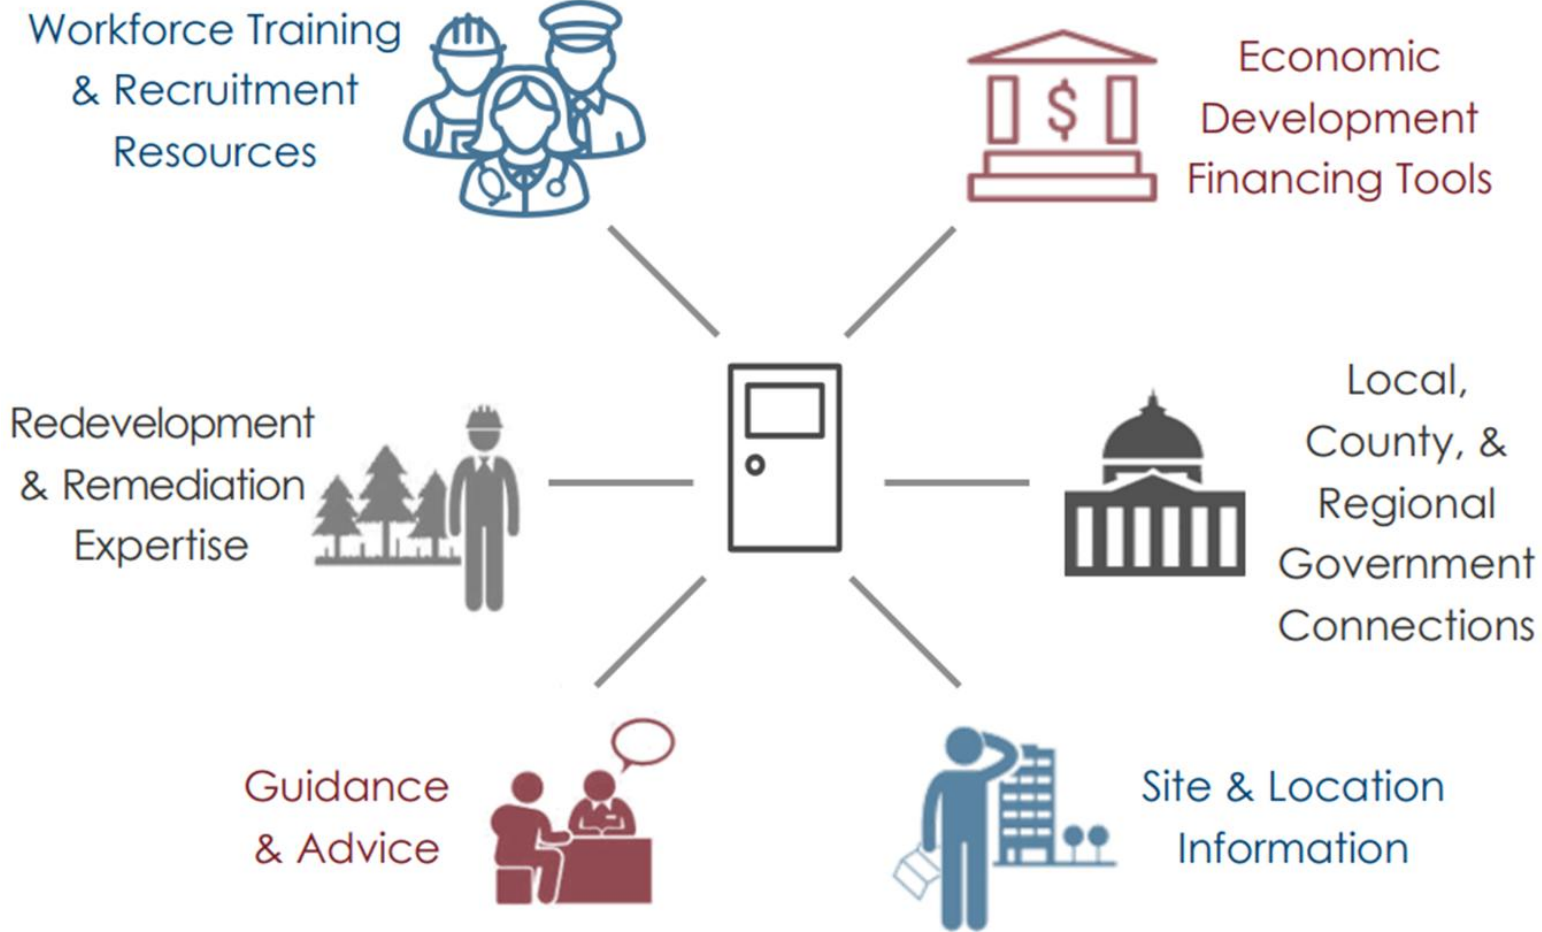 Workforce Training
& Recruitment
Resources
$
Economic
Development
Financing Tools
Redevelopment
& Remediation
Expertise
Local,
County, &
Regional
Government
Connections
Guidance
& Advice
Site & Location
Information